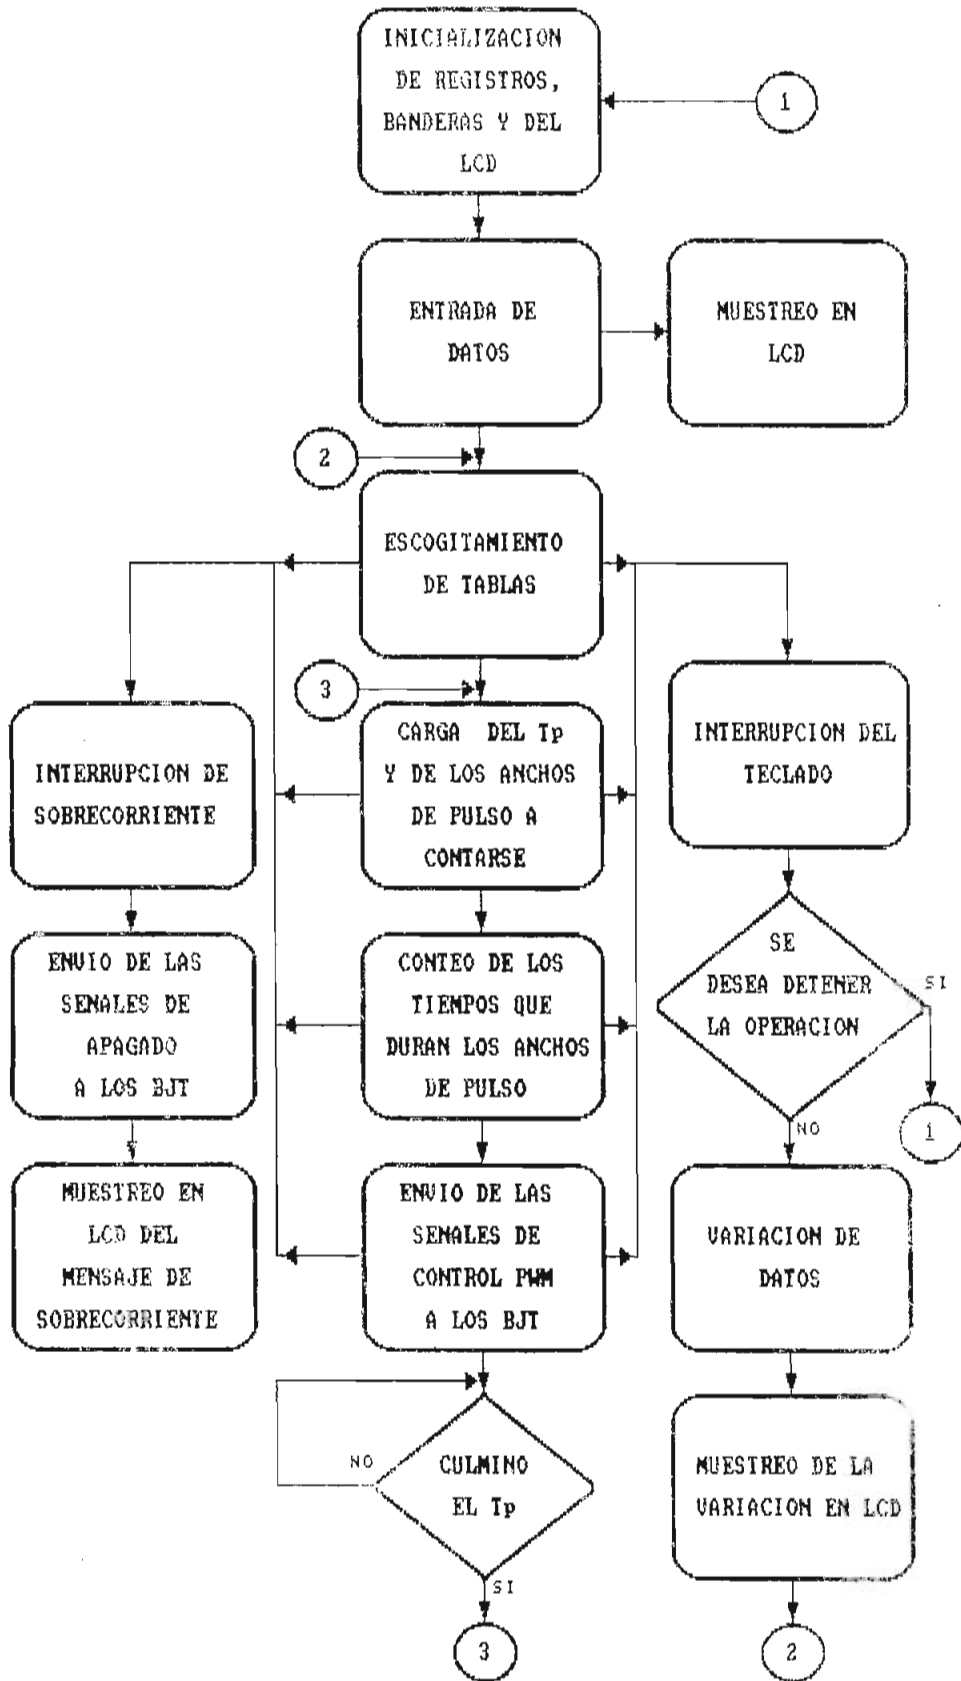 INICIALIZACION
DE REGISTROS,
BANDERAS Y DEL
LCD
1
ENTRADA DE
DATOS
MUESTREO EN
LCD
2
ESCOGITAMIENTO
DE TABLAS
3
CARGA DEL Tp
Y DE LOS ANCHOS
DE PULSO A
CONTARSE
INTERRUPCION DE
SOBRECORRIENTE
INTERRUPCION DEL
TECLADO
ENVIO DE LAS
SENALES DE
APAGADO
A LOS BJT
CONTEO DE LOS
TIEMPOS QUE
DURAN LOS ANCHOS
DE PULSO
SE
DESEA DETENER
LA OPERACION
SI
1
NO
MUESTREO EN
LCD DEL
MENSAJE DE
SOBRECORRIENTE
ENVIO DE LAS
SENALES DE
CONTROL PWM
A LOS BJT
VARIACION DE
DATOS
NO
CULMINO
EL Tp
SI
3
MUESTREO DE LA
VARIACION EN LCD
2